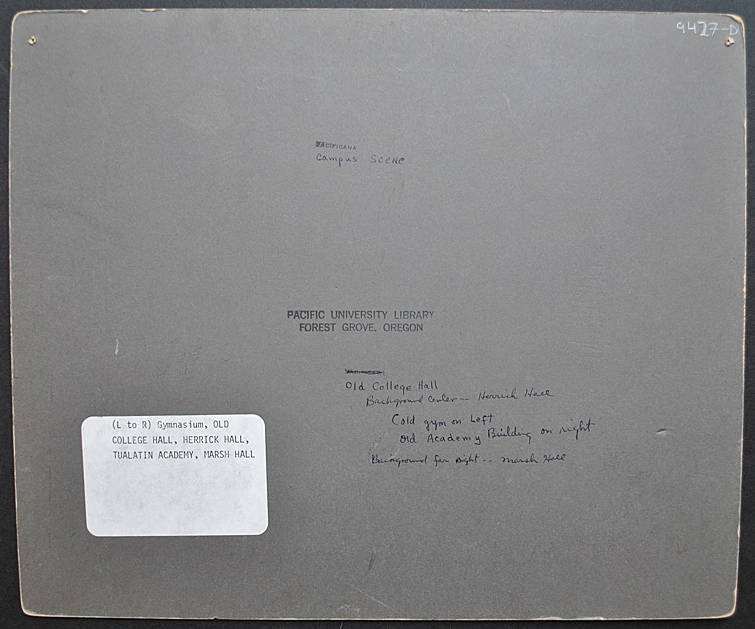 9427-D
PACIFICANA
Campus SCENE
PACIFIC UNIVERSITY LIBRARY
FOREST GROVE, OREGON
Old College Hall
Background Center — Herrick Hall
Cold gym on Left
old Academy Building on right
Background far right -- Marsh Hall
(L to R) Gymnasium, OLD
COLLEGE HALL, HERRICK HALL,
TUALATIN ACADEMY, MARSH HALL